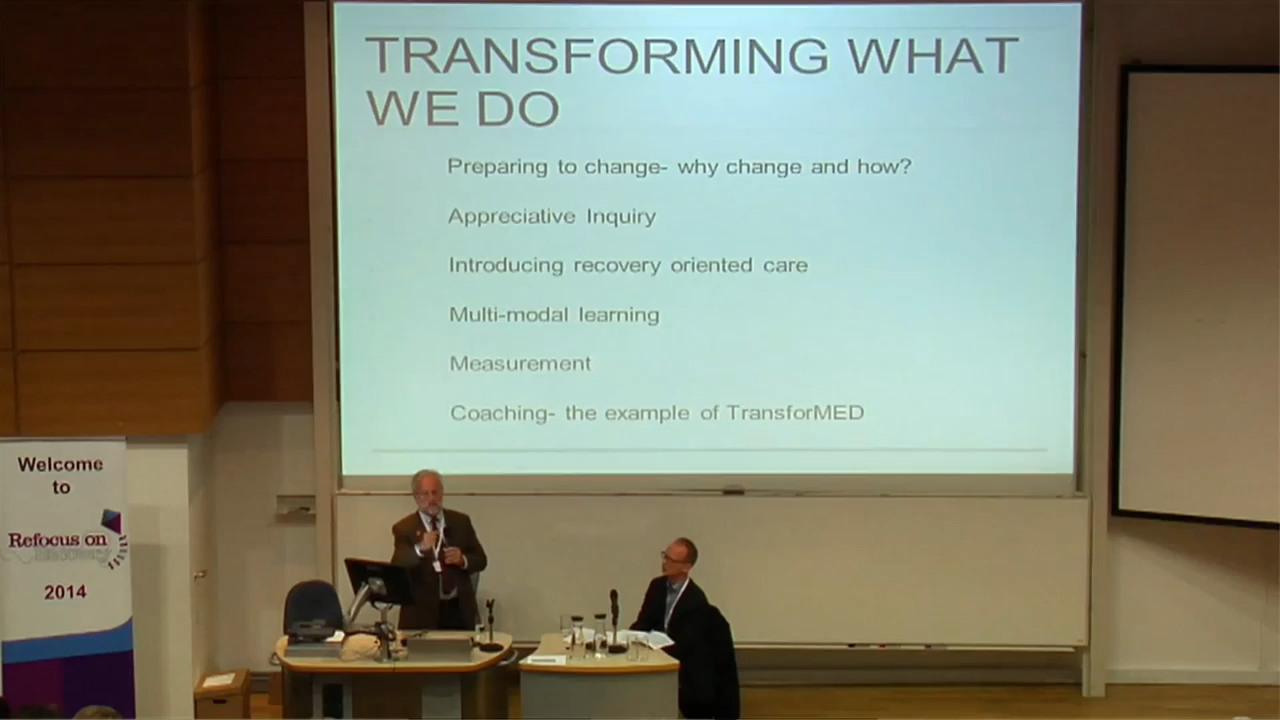 TRANSFORMING WHAT
WE DO
Preparing to change- why change and how?
Appreciative Inquiry
Introducing recovery oriented care
Multi-modal learning
Measurement
Coaching- the example of TransforMED
Welcome
to
Refocus on
2014